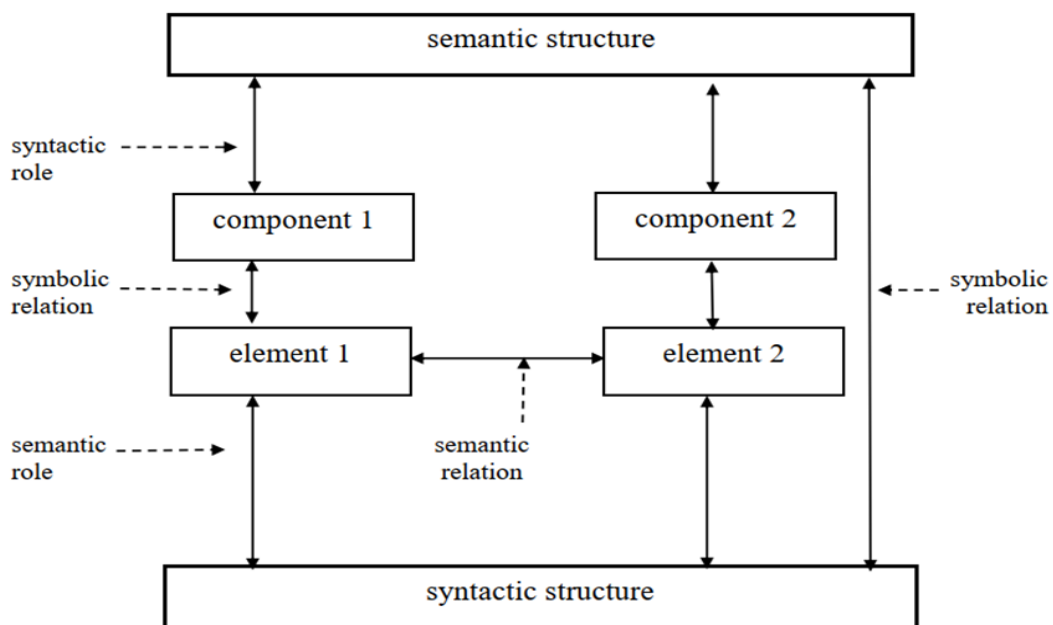 semantic structure
syntactic
role
component 1
component 2
symbolic
relation
symbolic
relation
element 1
element 2
semantic
role
semantic
relation
syntactic structure